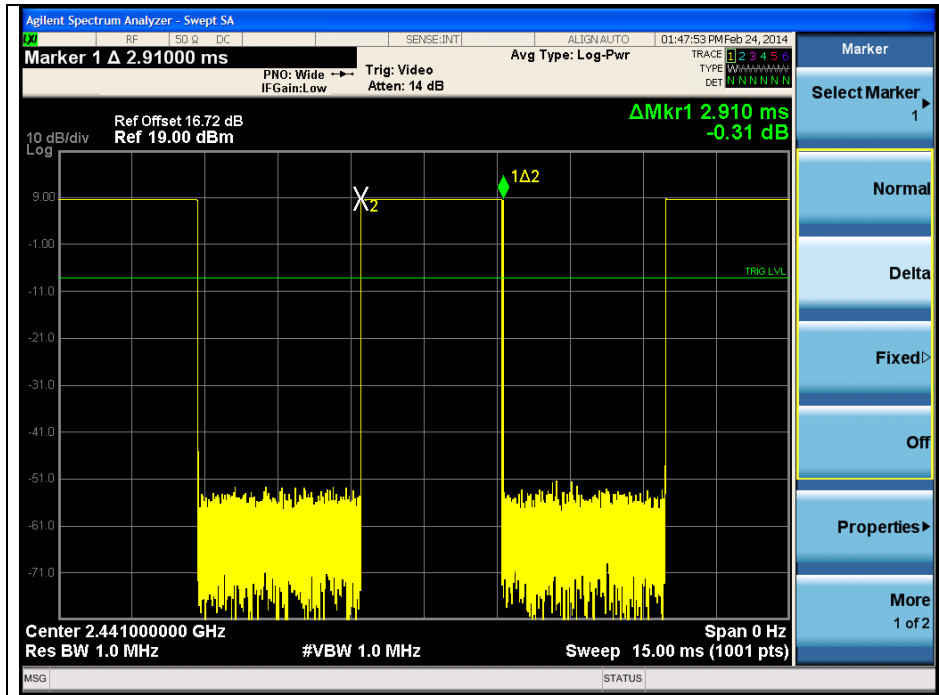 Agilent Spectrum Analyzer - Swept SA
LXI RF 50 Ω DC SENSE:INT ALIGN AUTO 01:47:53 PM Feb 24, 2014
Marker 1 Δ 2.91000 ms
PNO: Wide
IFGain:Low
Trig: Video
Atten: 14 dB
Avg Type: Log-Pwr
TRACE 1 2 3 4 5 6
TYPE
DET N N N N N N
ΔMkr1 2.910 ms
-0.31 dB
Ref Offset 16.72 dB
10 dB/div Ref 19.00 dBm
Log
9.00
-1.00
-11.0
-21.0
-31.0
-41.0
-51.0
-61.0
-71.0
X2
1Δ2
TRIG LVL
Center 2.441000000 GHz Span 0 Hz
Res BW 1.0 MHz #VBW 1.0 MHz Sweep 15.00 ms (1001 pts)
MSG STATUS
Marker
Select Marker
1
Normal
Delta
Fixed
Off
Properties
More
1 of 2